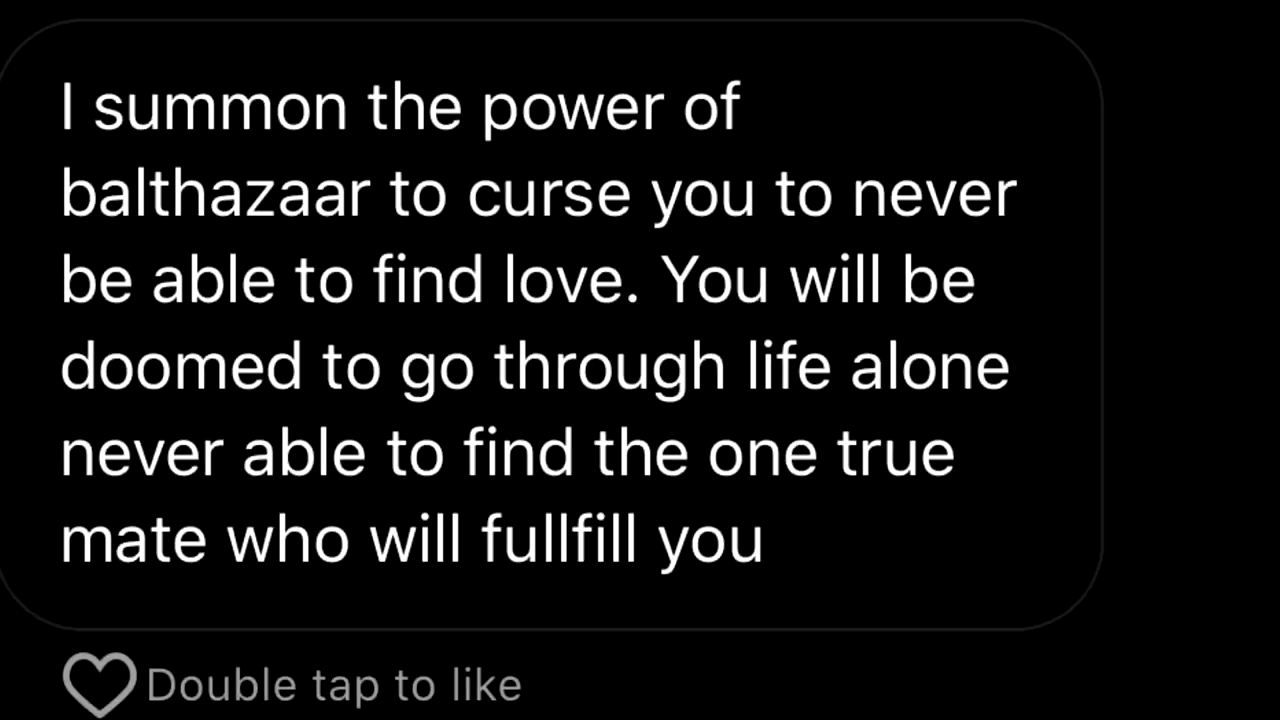 I summon the power of
balthazaar to curse you to never
be able to find love. You will be
doomed to go through life alone
never able to find the one true
mate who will fullfill you
Double tap to like